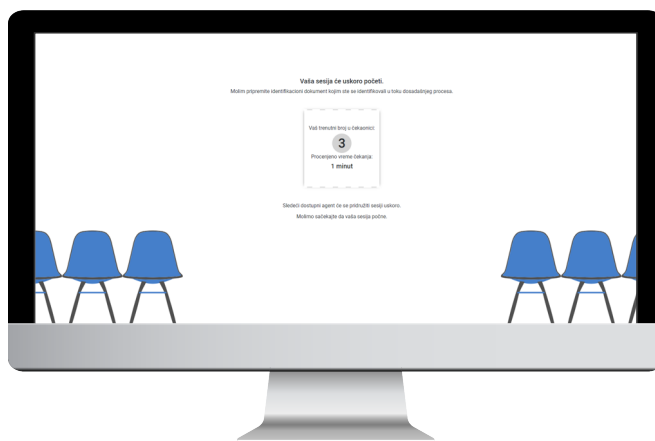 Vaša sesija će uskoro početi.
Molim pripremite identifikacioni dokument kojim ste se identifikovali u toku dosadašnjeg procesa.
Vaš trenutni broj u čekaonici:
3
Procenjeno vreme čekanja:
1 minut
Sledeći dostupni agent će se pridružiti sesiji uskoro.
Molimo sačekajte da vaša sesija počne.